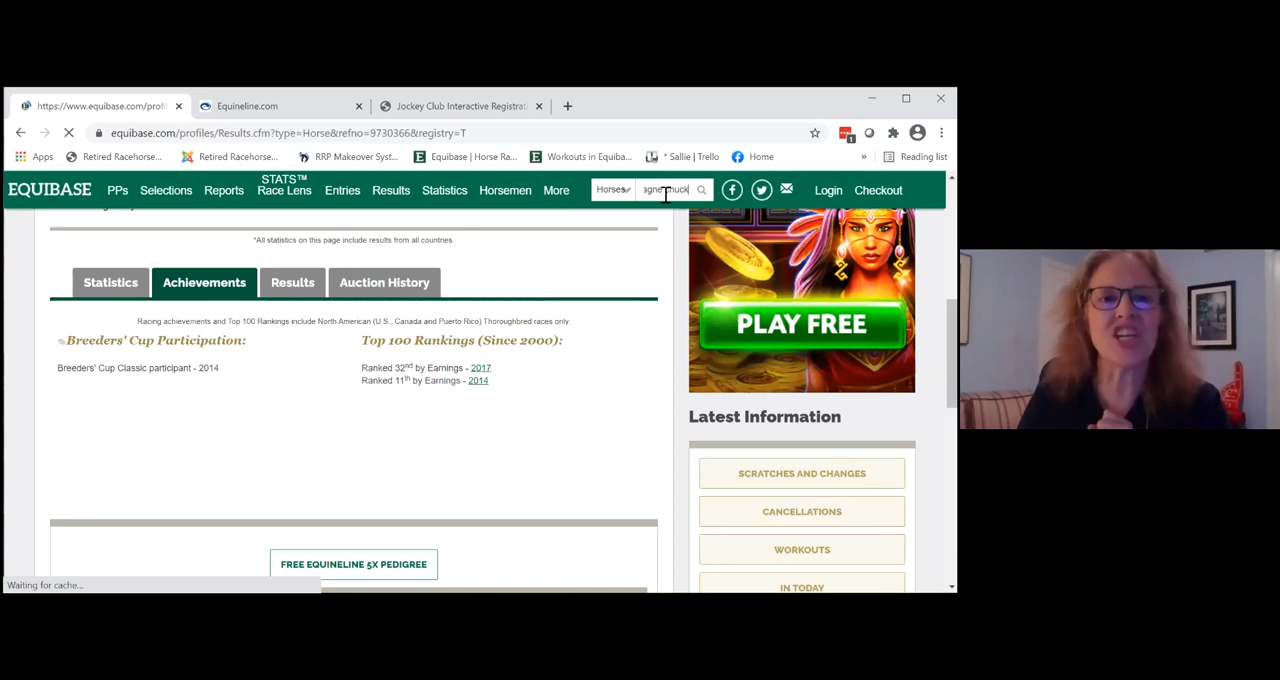 https://www.equibase.com/profi
Equineline.com
Jockey Club Interactive Registrat
equibase.com/profiles/Results.cfm?type=Horse&refno=9730366&registry=T
Apps
Retired Racehorse...
Retired Racehorse...
RRP Makeover Syst...
Equibase | Horse Ra...
Workouts in Equiba...
* Sallie | Trello
Home
»
Reading list
EQUIBASE
PPs
Selections
Reports
STATS™
Race Lens
Entries
Results
Statistics
Horsemen
More
Horses
agne chuck
Login
Checkout
*All statistics on this page include results from all countries.
Statistics
Achievements
Results
Auction History
Racing achievements and Top 100 Rankings include North American (U.S., Canada and Puerto Rico) Thoroughbred races only.
Breeders' Cup Participation:
Breeders' Cup Classic participant - 2014
Top 100 Rankings (Since 2000):
Ranked 32nd by Earnings - 2017
Ranked 11th by Earnings - 2014
FREE EQUINELINE 5X PEDIGREE
PLAY FREE
Latest Information
SCRATCHES AND CHANGES
CANCELLATIONS
WORKOUTS
IN TODAY
Waiting for cache...